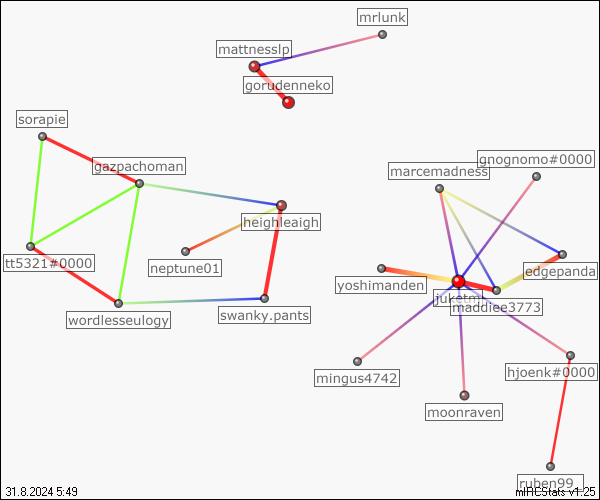 mrlunk
mattnesslp
gorudenneko
sorapie
gazpachoman
gnognomo#0000
marcemadness
heighleaigh
tt5321#0000
neptune01
edgepanda
yoshimanden
juketm
maddiee3773
wordlesseulogy
swanky.pants
mingus4742
hjoenk#0000
moonraven
ruben99_
31.8.2024 5:49
mIRCStats v1.25